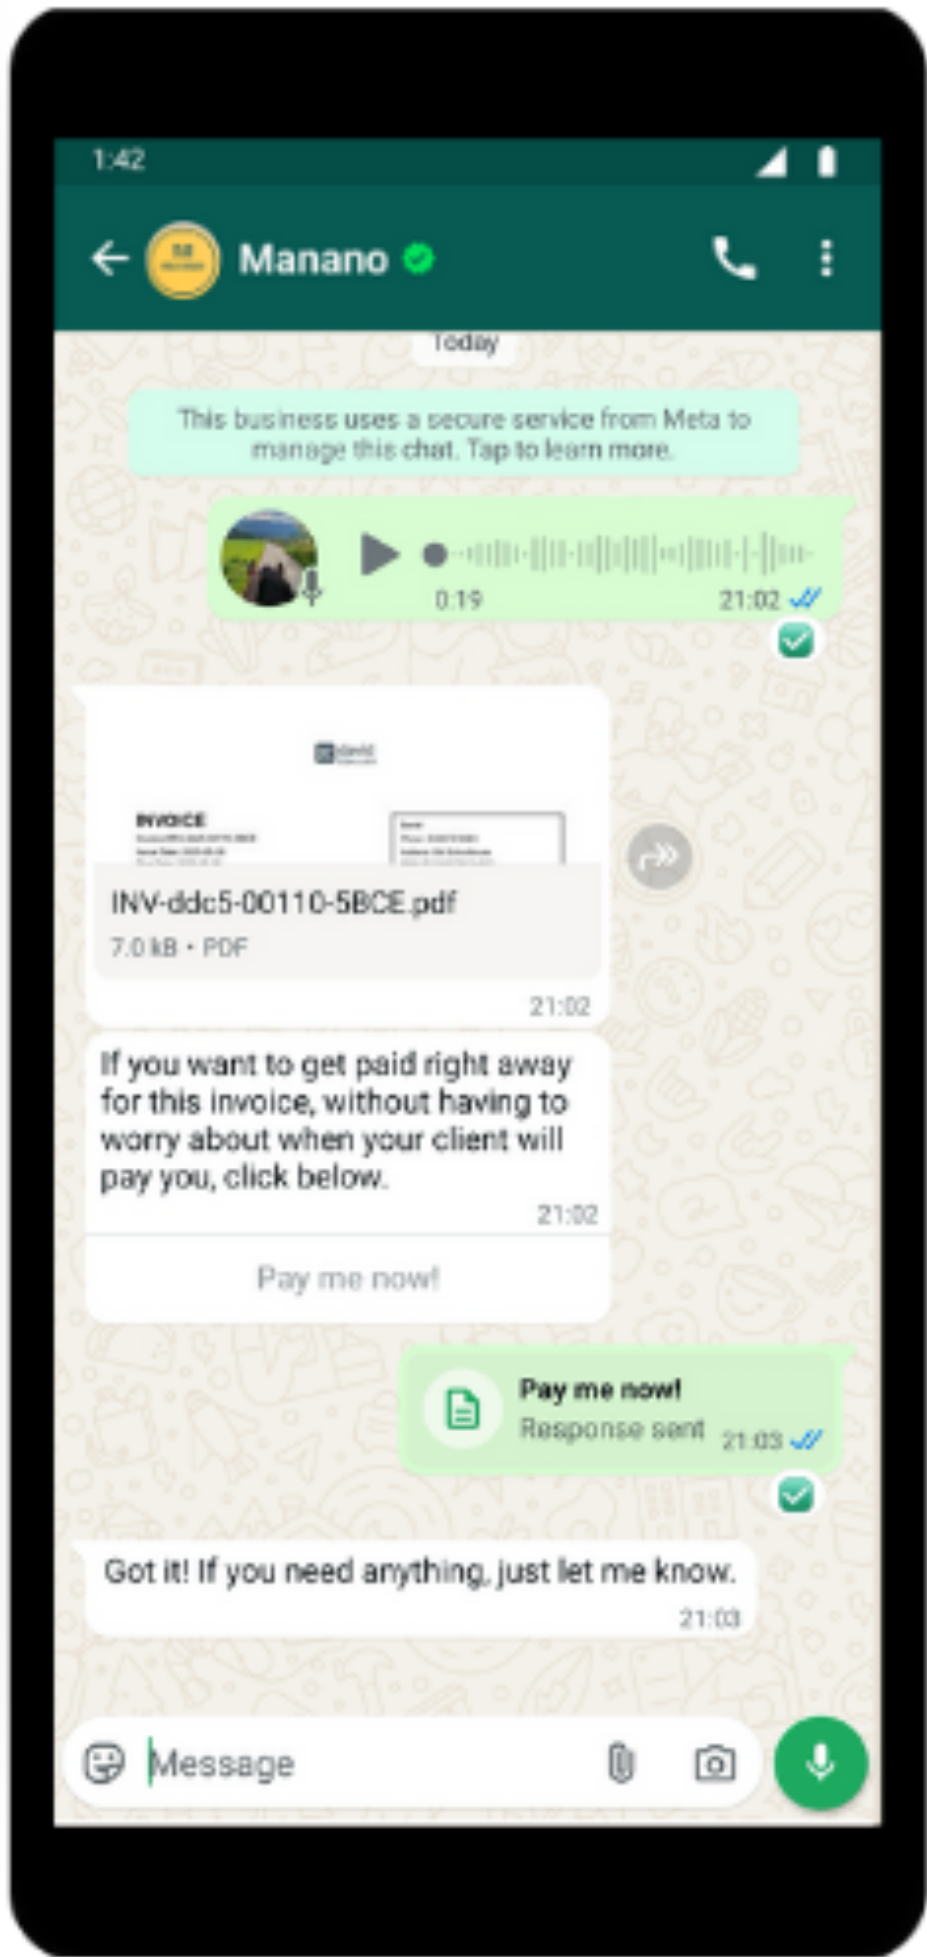 1:42
Manano
Today
This business uses a secure service from Meta to
manage this chat. Tap to learn more.
0:19
21:02
INVOICE
INV-ddc5-00110-5BCE.pdf
7.0 kB • PDF
21:02
If you want to get paid right away
for this invoice, without having to
worry about when your client will
pay you, click below.
21:02
Pay me now!
Pay me now!
Response sent
21:03
Got it! If you need anything, just let me know.
21:03
Message